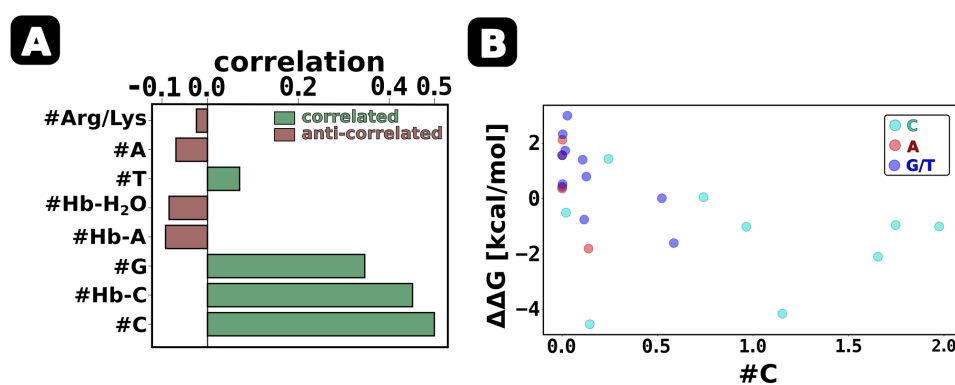 A
correlation
-0.1 0.0 0.2 0.4 0.5
#Arg/Lys
#A
#T
#Hb-H₂O
#Hb-A
#G
#Hb-C
#C
correlated
anti-correlated
B
ΔΔG [kcal/mol]
2
0
−2
−4
C
A
G/T
0.0 0.5 1.0 1.5 2.0
#C